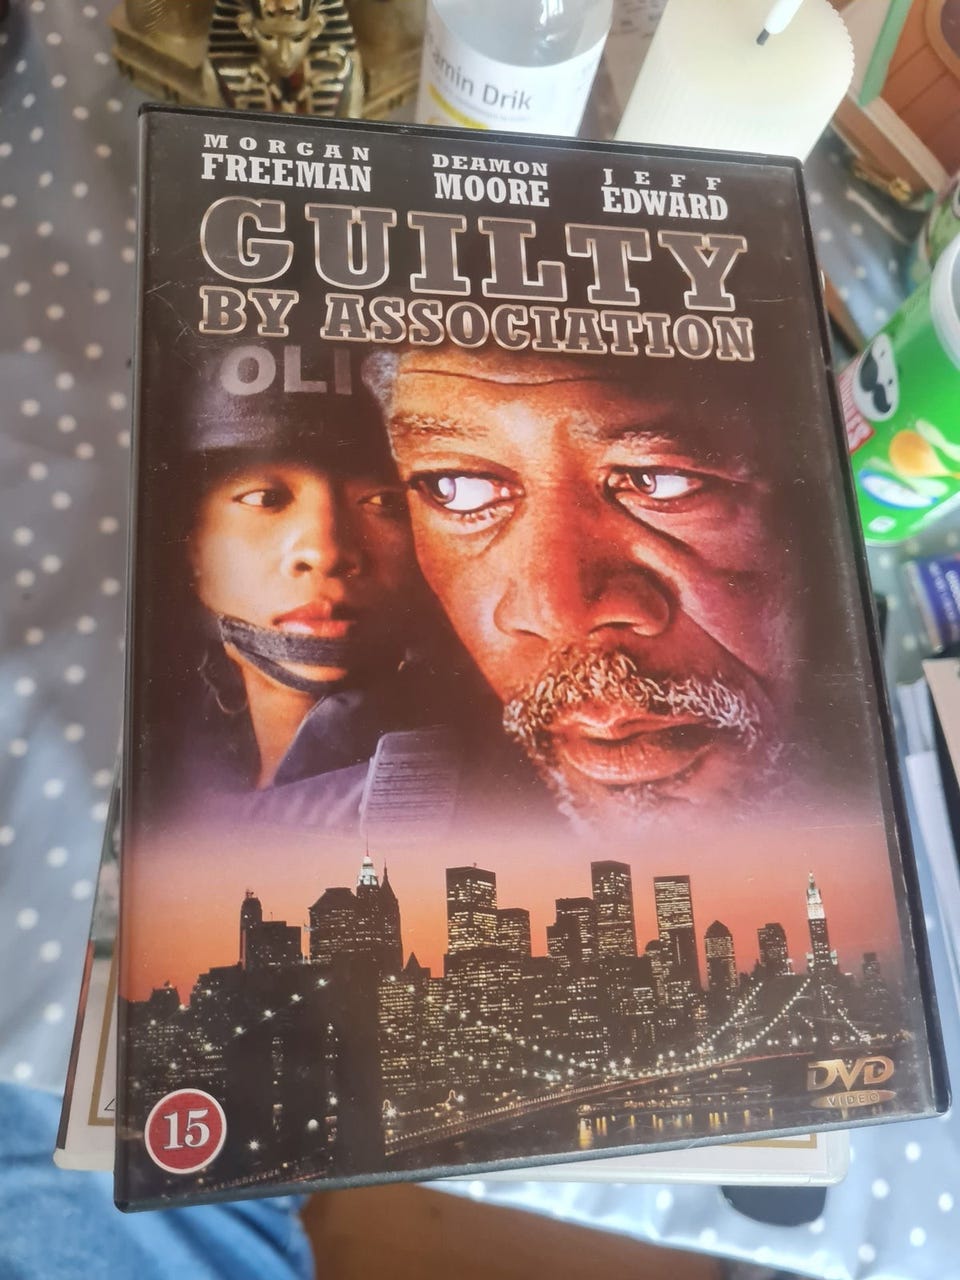 amin Drik
MORGAN
FREEMAN
DEAMON
MOORE
JEFF
EDWARD
GUILTY
BY ASSOCIATION
OLI
15
DVD
VIDEO